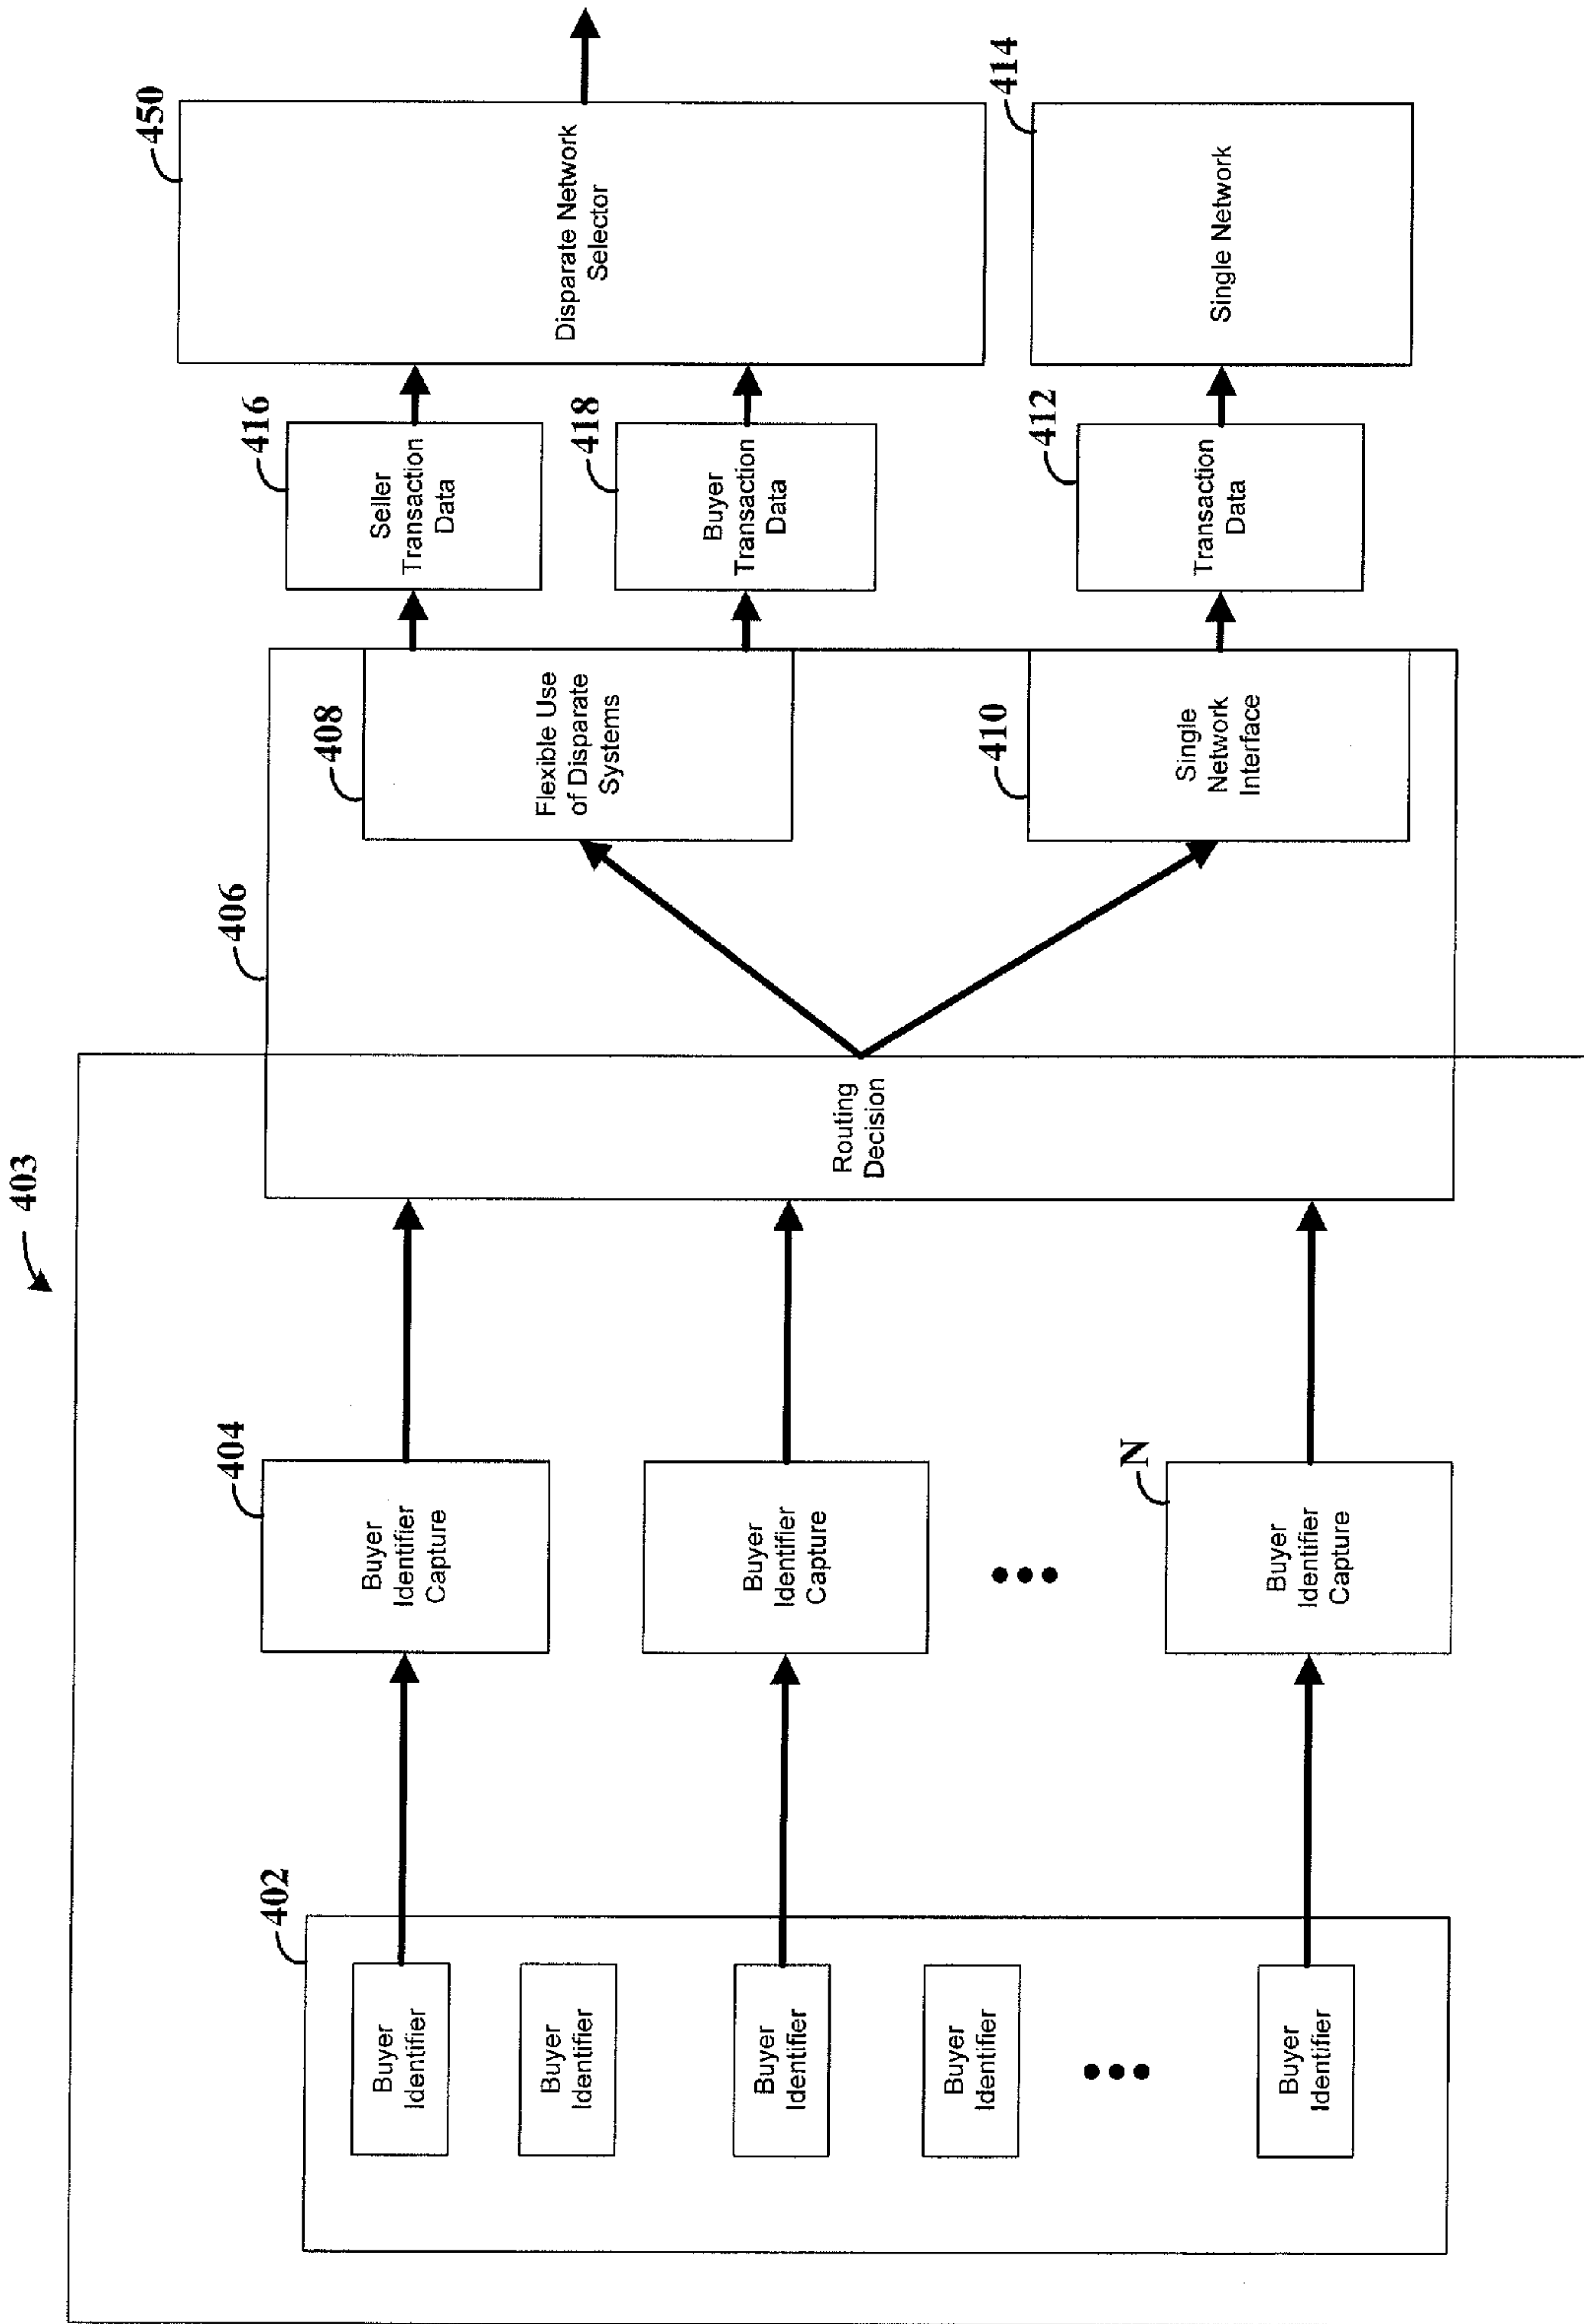 403
402
Buyer
Identifier
Buyer
Identifier
Buyer
Identifier
Buyer
Identifier
Buyer
Identifier
404
Buyer
Identifier
Capture
Buyer
Identifier
Capture
N
Buyer
Identifier
Capture
406
Routing
Decision
408
Flexible Use
of Disparate
Systems
410
Single
Network
Interface
416
Seller
Transaction
Data
418
Buyer
Transaction
Data
412
Transaction
Data
450
Disparate Network
Selector
414
Single Network